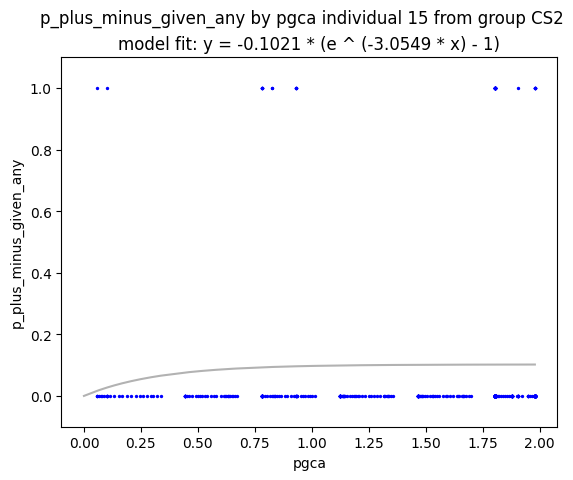 p_plus_minus_given_any by pgca individual 15 from group CS2
model fit: y = -0.1021 * (e ^ (-3.0549 * x) - 1)
1.0
0.8
0.6
0.4
0.2
0.0
p_plus_minus_given_any
0.00 0.25 0.50 0.75 1.00 1.25 1.50 1.75 2.00
pgca